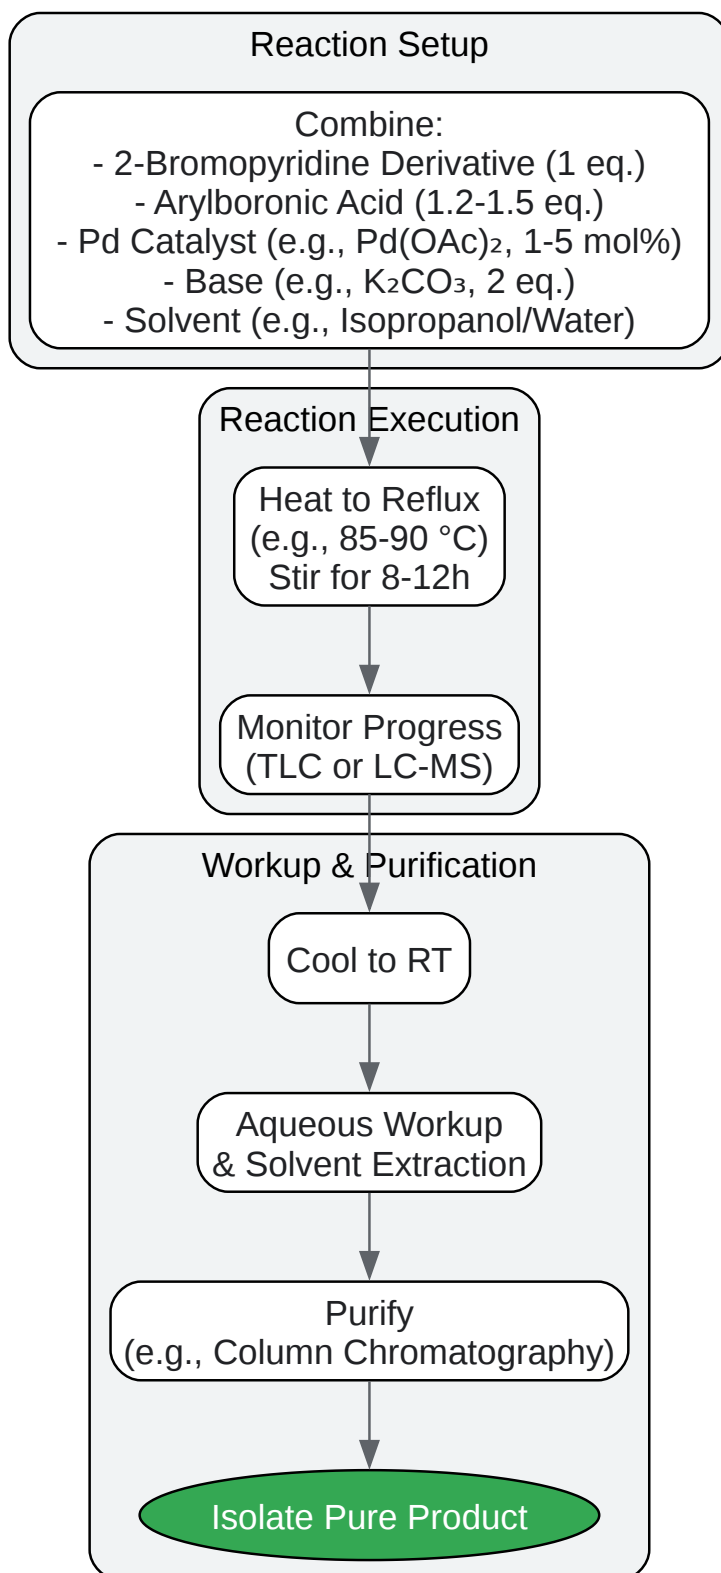 Reaction Setup
Combine:
- 2-Bromopyridine Derivative (1 eq.)
- Arylboronic Acid (1.2-1.5 eq.)
- Pd Catalyst (e.g., Pd(OAc)₂, 1-5 mol%)
- Base (e.g., K₂CO₃, 2 eq.)
- Solvent (e.g., Isopropanol/Water)
Reaction Execution
Heat to Reflux
(e.g., 85-90 °C)
Stir for 8-12h
Monitor Progress
(TLC or LC-MS)
Workup & Purification
Cool to RT
Aqueous Workup
& Solvent Extraction
Purify
(e.g., Column Chromatography)
Isolate Pure Product